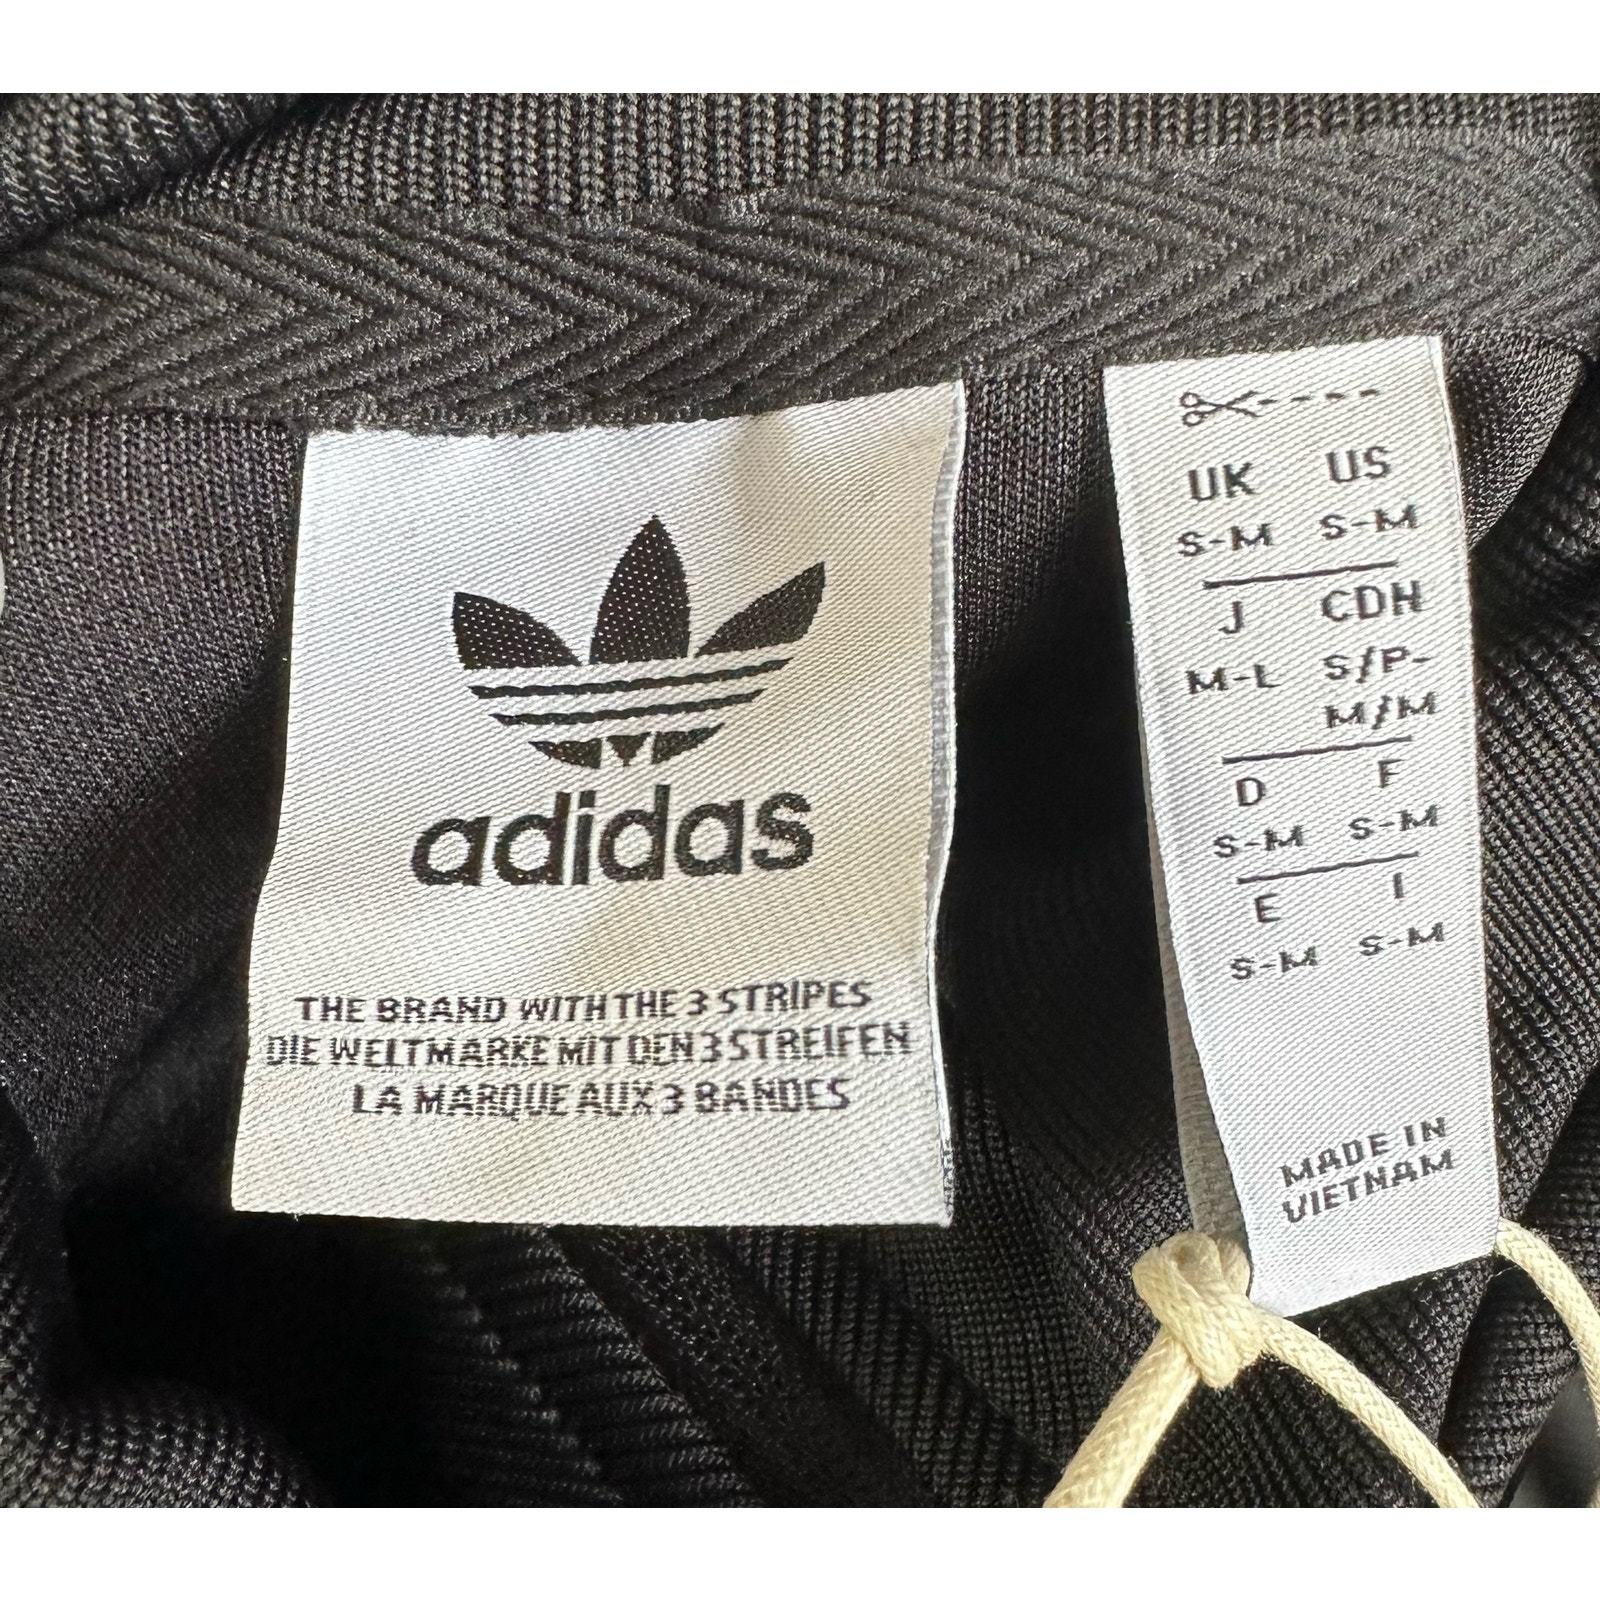 adidas
THE BRAND WITH THE 3 STRIPES
DIE WELTMARKE MIT DEN 3 STREIFEN
LA MARQUE AUX 3 BANDES
UK US
S-M S-M
J CDH
M-L S/P-
M/M
D F
S-M S-M
E I
S-M S-M
MADE IN
VIETNAM